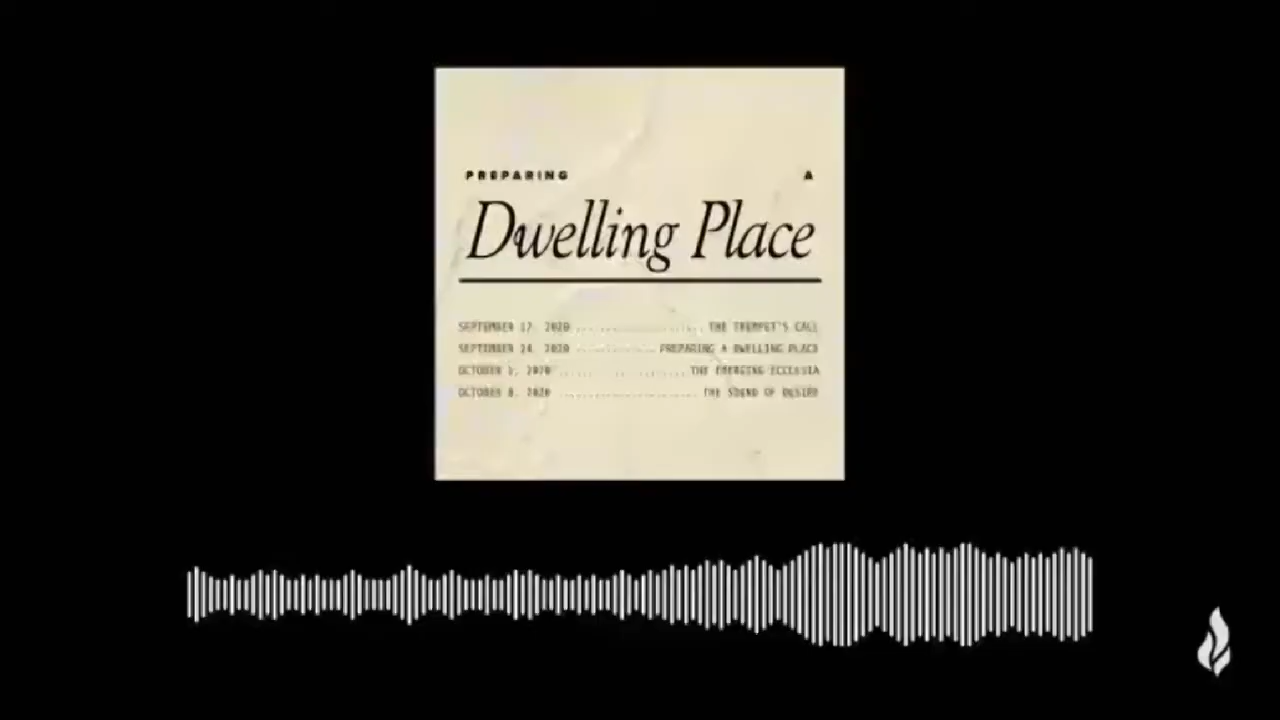 PREPARING A
Dwelling Place
SEPTEMBER 17, 2020 ........................ THE TRUMPET'S CALL
SEPTEMBER 24, 2020 ............... PREPARING A DWELLING PLACE
OCTOBER 1, 2020 ........................ THE EMERGING ECCLESIA
OCTOBER 8, 2020 .......................... THE SOUND OF DESIRE